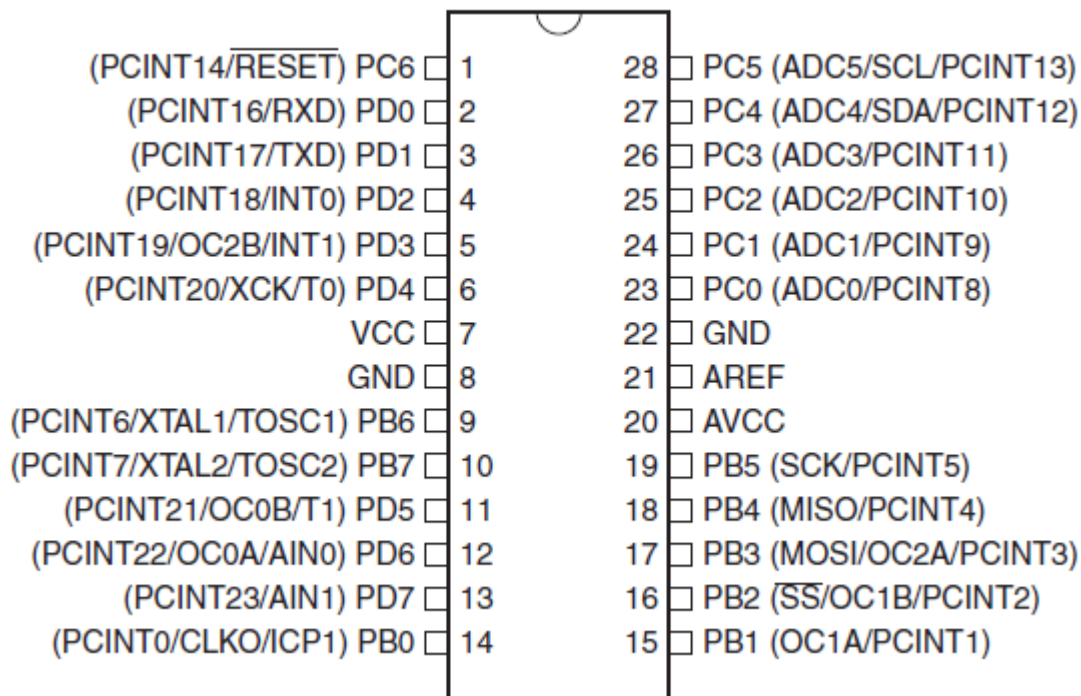 (PCINT14/RESET) PC6 1 28 PC5 (ADC5/SCL/PCINT13)
(PCINT16/RXD) PD0 2 27 PC4 (ADC4/SDA/PCINT12)
(PCINT17/TXD) PD1 3 26 PC3 (ADC3/PCINT11)
(PCINT18/INT0) PD2 4 25 PC2 (ADC2/PCINT10)
(PCINT19/OC2B/INT1) PD3 5 24 PC1 (ADC1/PCINT9)
(PCINT20/XCK/T0) PD4 6 23 PC0 (ADC0/PCINT8)
VCC 7 22 GND
GND 8 21 AREF
(PCINT6/XTAL1/TOSC1) PB6 9 20 AVCC
(PCINT7/XTAL2/TOSC2) PB7 10 19 PB5 (SCK/PCINT5)
(PCINT21/OC0B/T1) PD5 11 18 PB4 (MISO/PCINT4)
(PCINT22/OC0A/AIN0) PD6 12 17 PB3 (MOSI/OC2A/PCINT3)
(PCINT23/AIN1) PD7 13 16 PB2 (SS/OC1B/PCINT2)
(PCINT0/CLKO/ICP1) PB0 14 15 PB1 (OC1A/PCINT1)